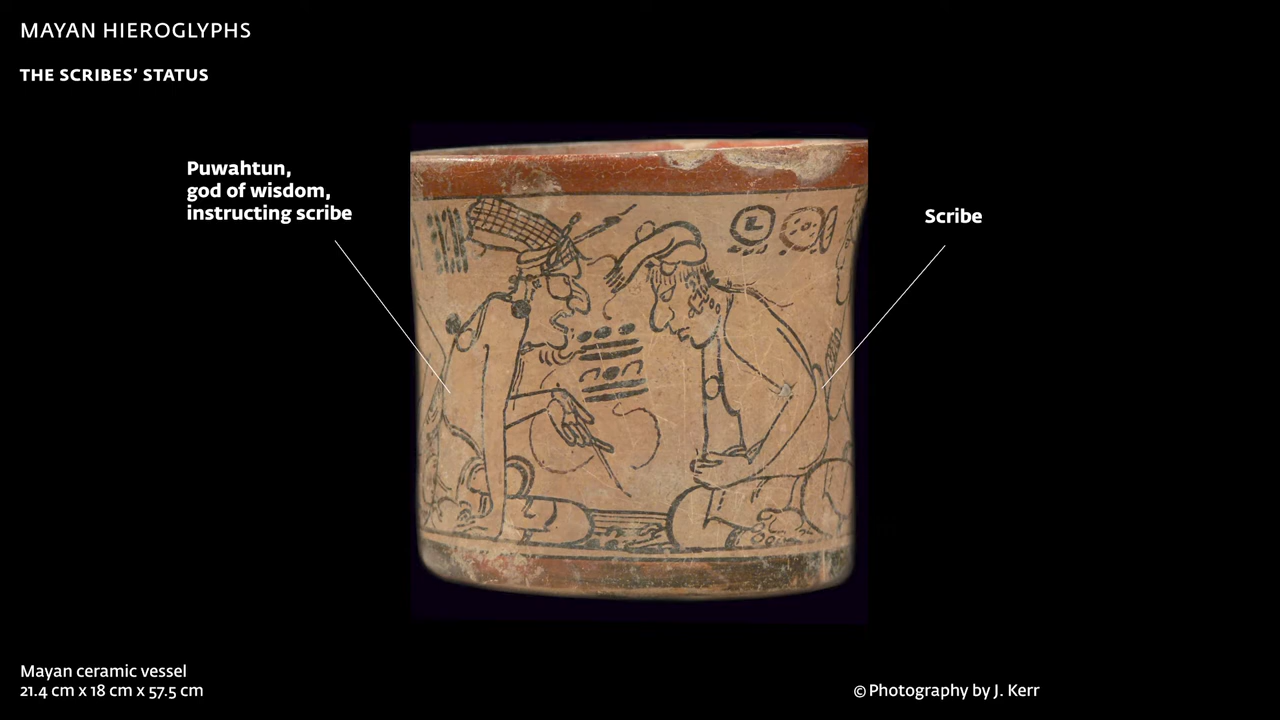 MAYAN HIEROGLYPHS
THE SCRIBES’ STATUS
Puwahtun,
god of wisdom,
instructing scribe
Scribe
Mayan ceramic vessel
21.4 cm x 18 cm x 57.5 cm
© Photography by J. Kerr